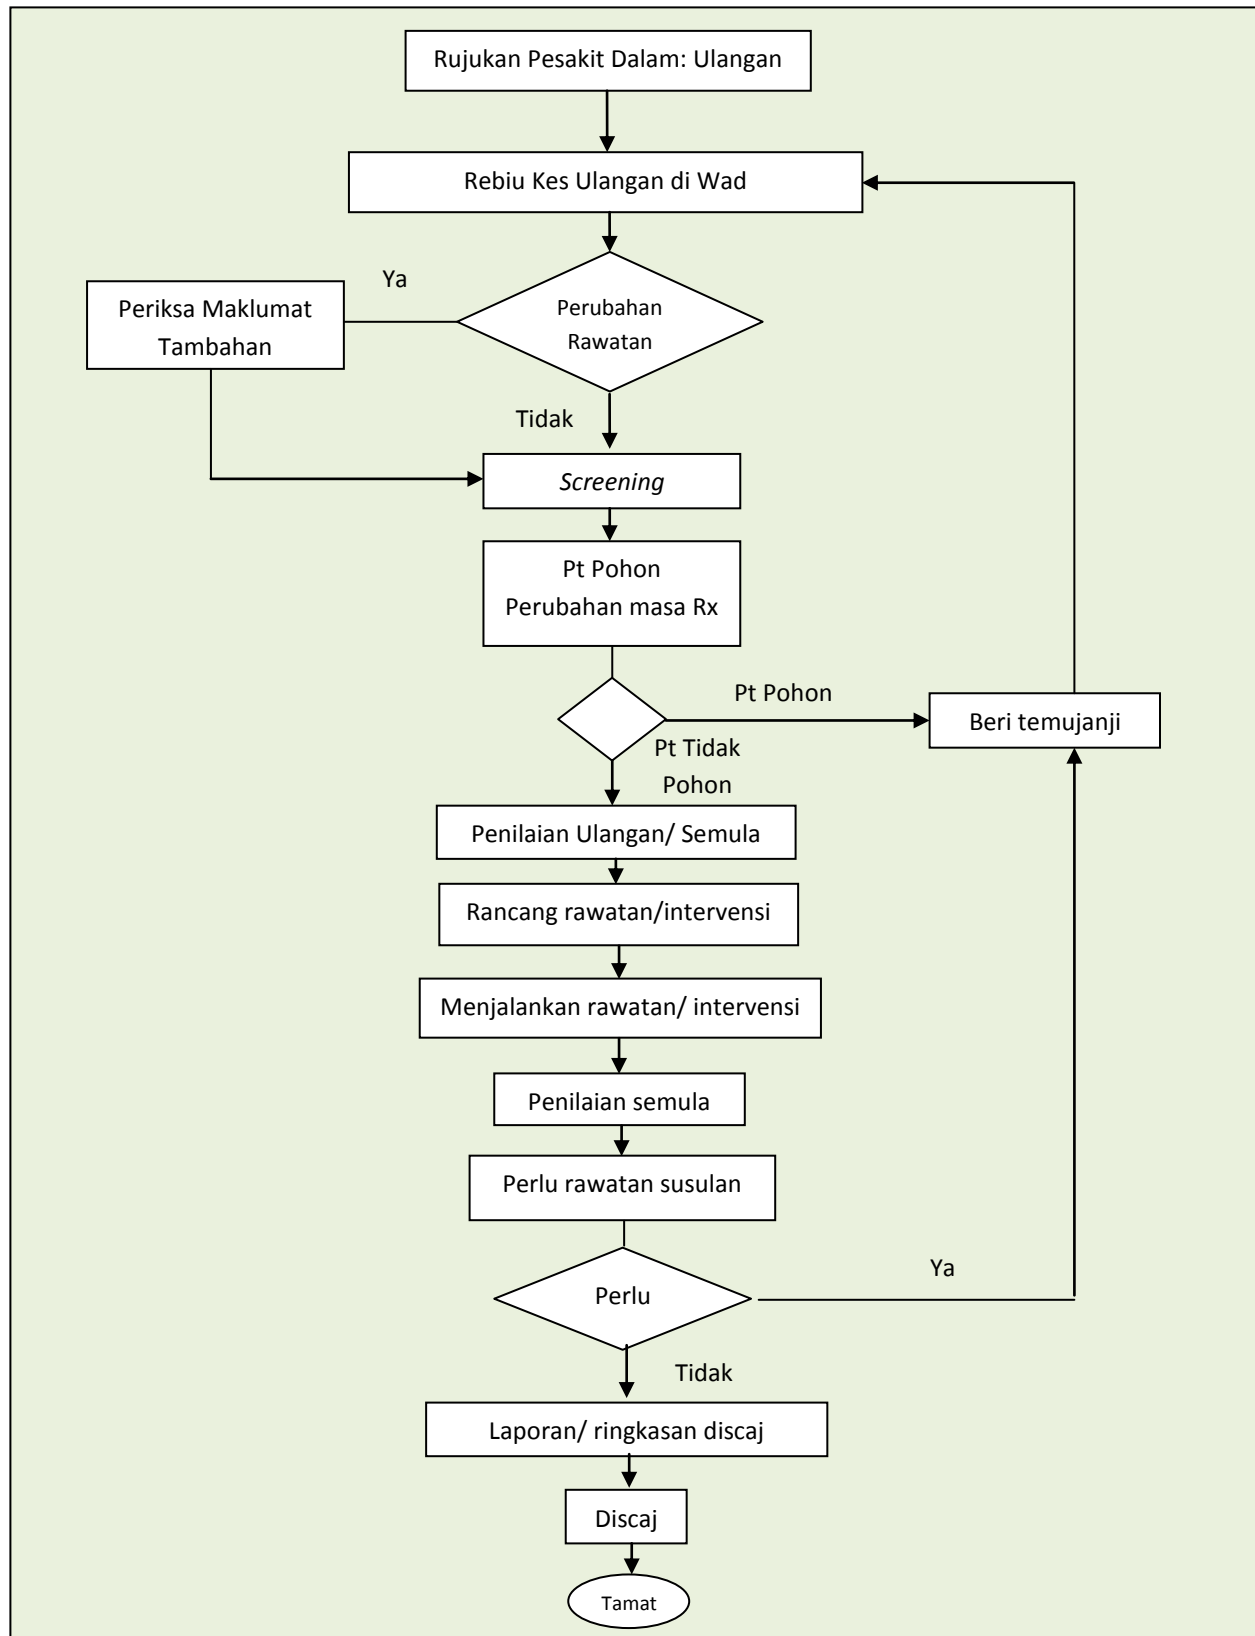 Rujukan Pesakit Dalam: Ulangan
Rebiu Kes Ulangan di Wad
Ya
Periksa Maklumat
Tambahan
Perubahan
Rawatan
Tidak
Screening
Pt Pohon
Perubahan masa Rx
Pt Pohon
Beri temujanji
Pt Tidak
Pohon
Penilaian Ulangan/ Semula
Rancang rawatan/intervensi
Menjalankan rawatan/ intervensi
Penilaian semula
Perlu rawatan susulan
Ya
Perlu
Tidak
Laporan/ ringkasan discaj
Discaj
Tamat